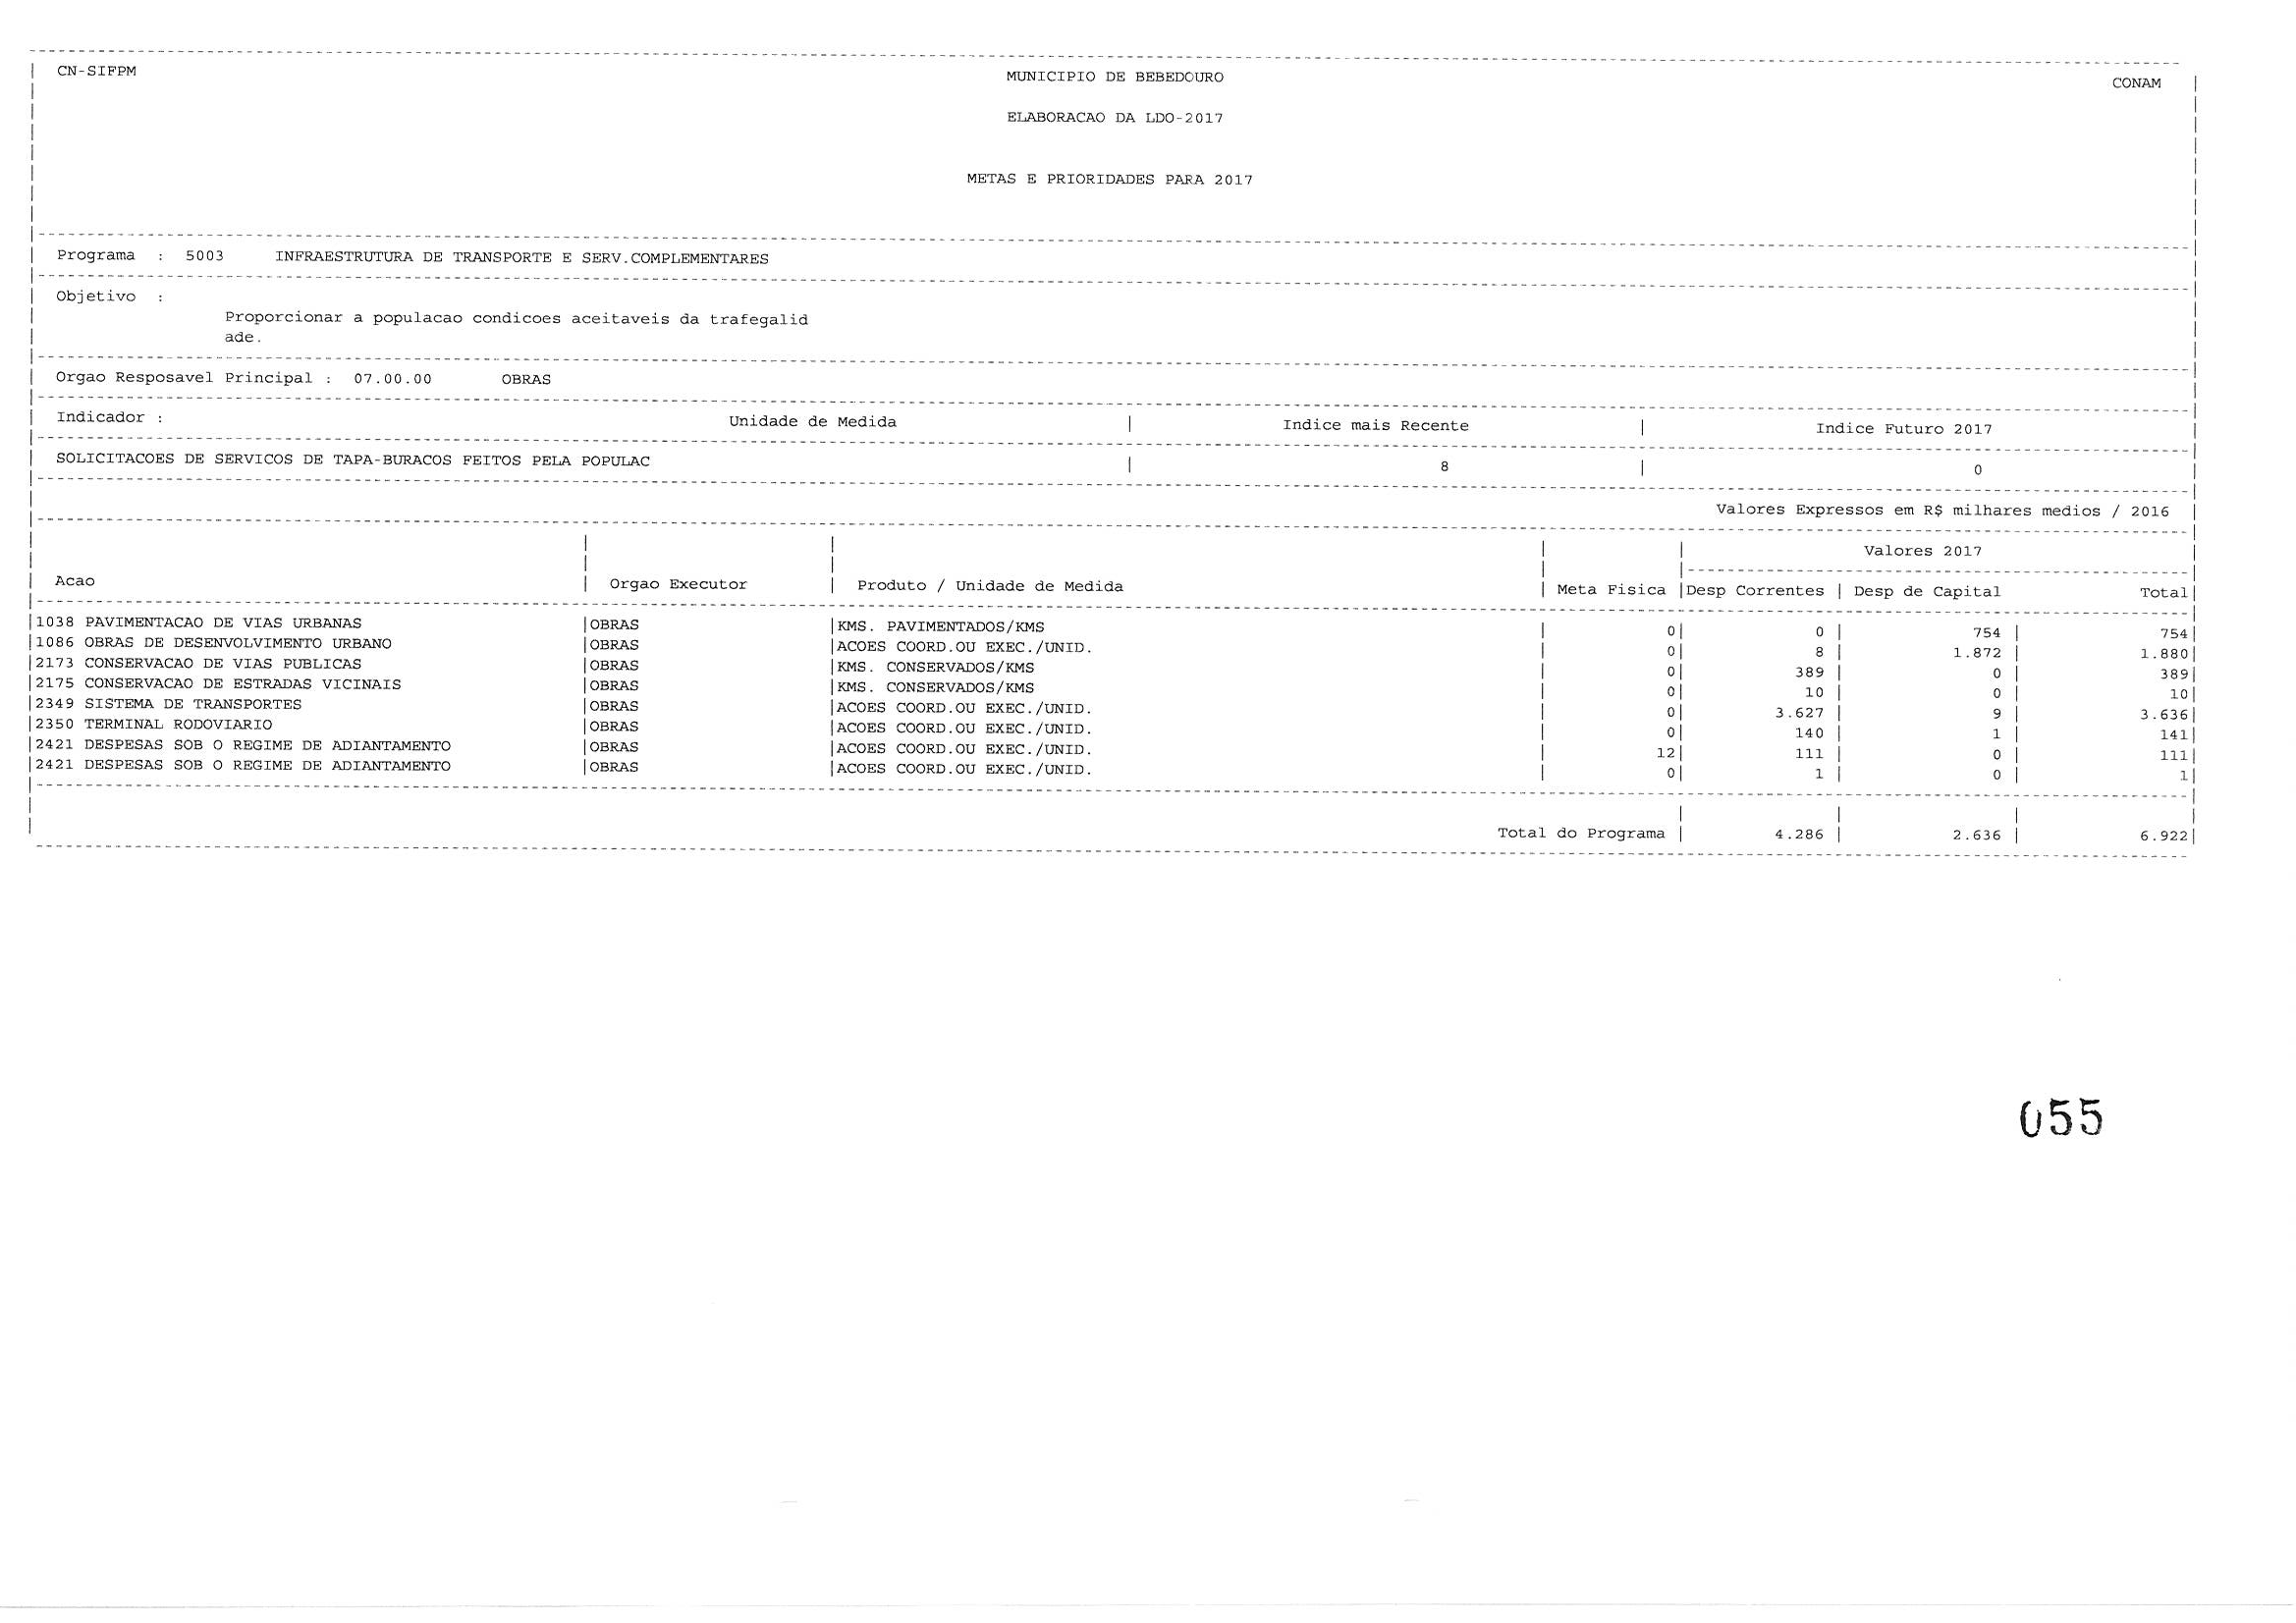 CN-SIFPM MUNICIPIO DE BEBEDOURO CONAM
ELABORACAO DA LDO-2017
METAS E PRIORIDADES PARA 2017
Programa : 5003 INFRAESTRUTURA DE TRANSPORTE E SERV.COMPLEMENTARES
Objetivo :
Proporcionar a populacao condicoes aceitaveis da trafegalid
ade.
Orgao Resposavel Principal : 07.00.00 OBRAS
Indicador : Unidade de Medida | Indice mais Recente | Indice Futuro 2017
SOLICITACOES DE SERVICOS DE TAPA-BURACOS FEITOS PELA POPULAC | 8 | 0
Valores Expressos em R$ milhares medios / 2016
Valores 2017
Acao | Orgao Executor | Produto / Unidade de Medida | Meta Fisica |Desp Correntes | Desp de Capital Total|
|1038 PAVIMENTACAO DE VIAS URBANAS |OBRAS |KMS. PAVIMENTADOS/KMS | 0| 0 | 754 | 754|
|1086 OBRAS DE DESENVOLVIMENTO URBANO |OBRAS |ACOES COORD.OU EXEC./UNID. | 0| 8 | 1.872 | 1.880|
|2173 CONSERVACAO DE VIAS PUBLICAS |OBRAS |KMS. CONSERVADOS/KMS | 0| 389 | 0 | 389|
|2175 CONSERVACAO DE ESTRADAS VICINAIS |OBRAS |KMS. CONSERVADOS/KMS | 0| 10 | 0 | 10|
|2349 SISTEMA DE TRANSPORTES |OBRAS |ACOES COORD.OU EXEC./UNID. | 0| 3.627 | 9 | 3.636|
|2350 TERMINAL RODOVIARIO |OBRAS |ACOES COORD.OU EXEC./UNID. | 0| 140 | 1 | 141|
|2421 DESPESAS SOB O REGIME DE ADIANTAMENTO |OBRAS |ACOES COORD.OU EXEC./UNID. | 12| 111 | 0 | 111|
|2421 DESPESAS SOB O REGIME DE ADIANTAMENTO |OBRAS |ACOES COORD.OU EXEC./UNID. | 0| 1 | 0 | 1|
Total do Programa | 4.286 | 2.636 | 6.922|
055